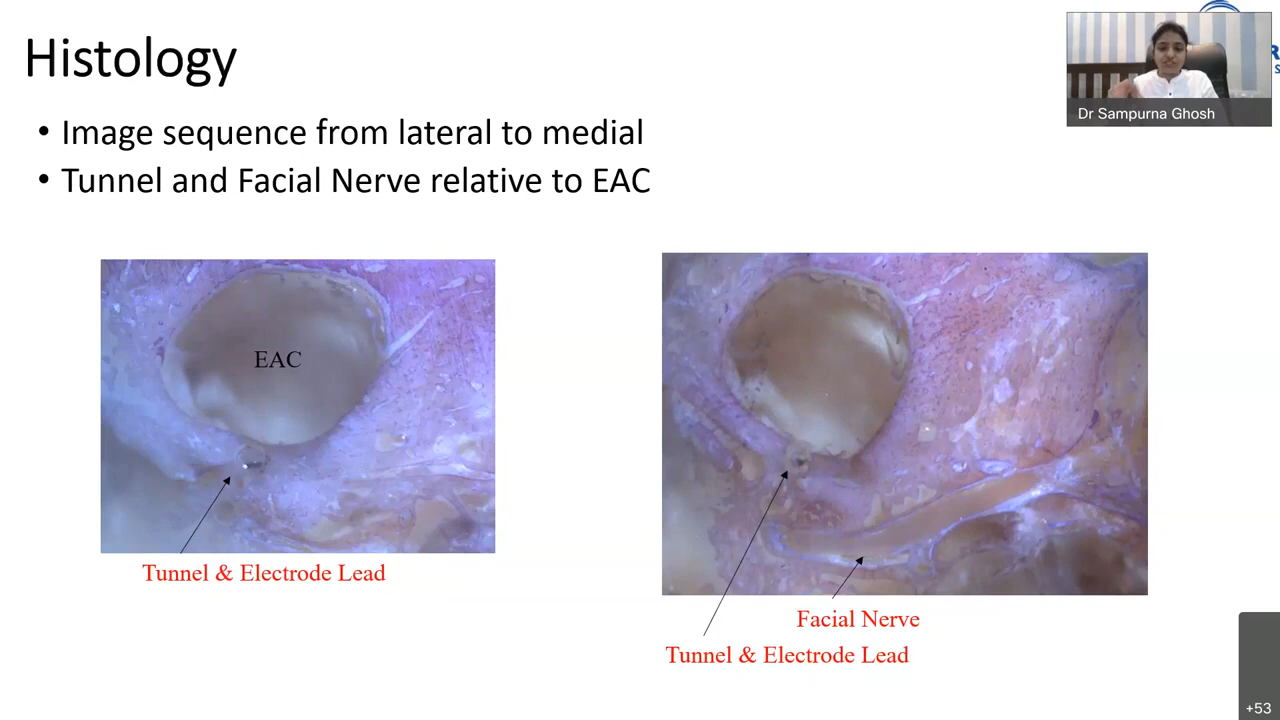 Histology
• Image sequence from lateral to medial
• Tunnel and Facial Nerve relative to EAC
Dr Sampurna Ghosh
EAC
Tunnel & Electrode Lead
Facial Nerve
Tunnel & Electrode Lead
+53